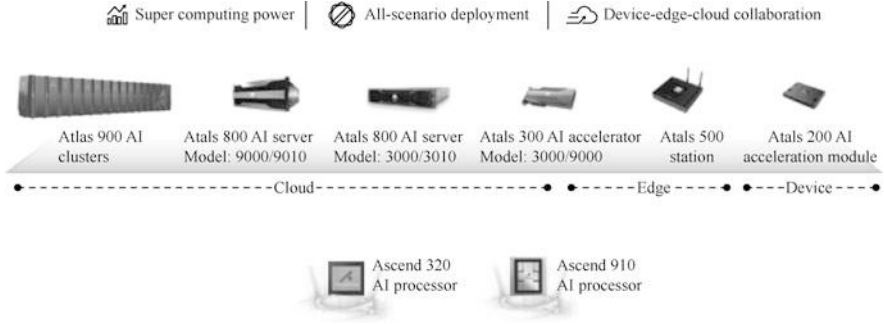 Super computing power
All-scenario deployment
Device-edge-cloud collaboration
Atlas 900 AI
clusters
Atals 800 AI server
Model: 9000/9010
Atals 800 AI server
Model: 3000/3010
Atals 300 AI accelerator
Model: 3000/9000
Atals 500
station
Atals 200 AI
acceleration module
Cloud
Edge
Device
Ascend 320
AI processor
Ascend 910
AI processor